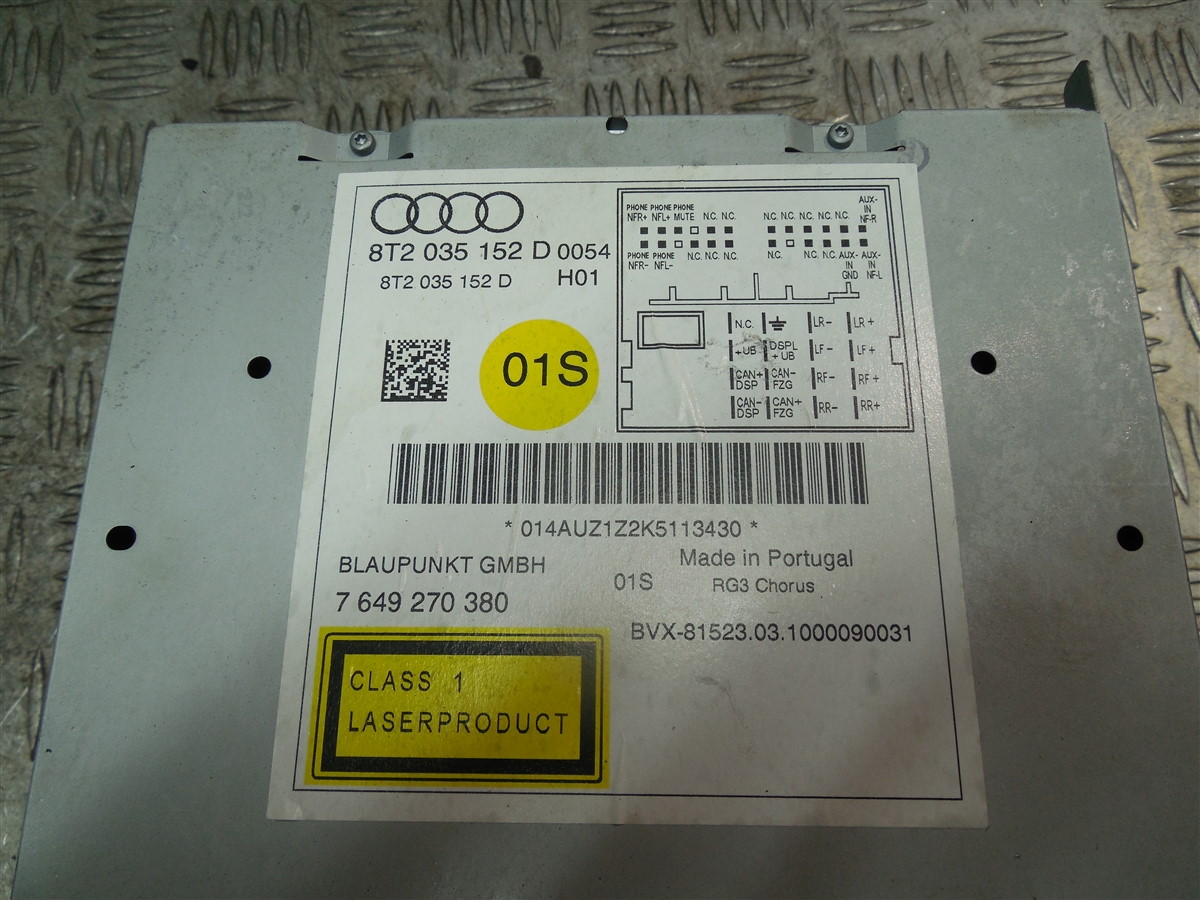 8T2 035 152 D 0054
8T2 035 152 D H01
01S
PHONE PHONE PHONE AUX-
NFR+ NFL+ MUTE N.C. N.C. N.C. N.C. N.C. N.C. N.C. IN
NF-R
PHONE PHONE N.C. N.C. N.C. N.C. N.C. N.C. AUX- AUX-
NFR- NFL- IN IN
GND NF-L
N.C. LR- LR+
+UB DSPL +UB LF- LF+
CAN+ DSP CAN- FZG RF- RF+
CAN- DSP CAN+ FZG RR- RR+
* 014AUZ1Z2K5113430 *
BLAUPUNKT GMBH Made in Portugal
7 649 270 380 01S RG3 Chorus
BVX-81523.03.1000090031
CLASS 1
LASERPRODUCT